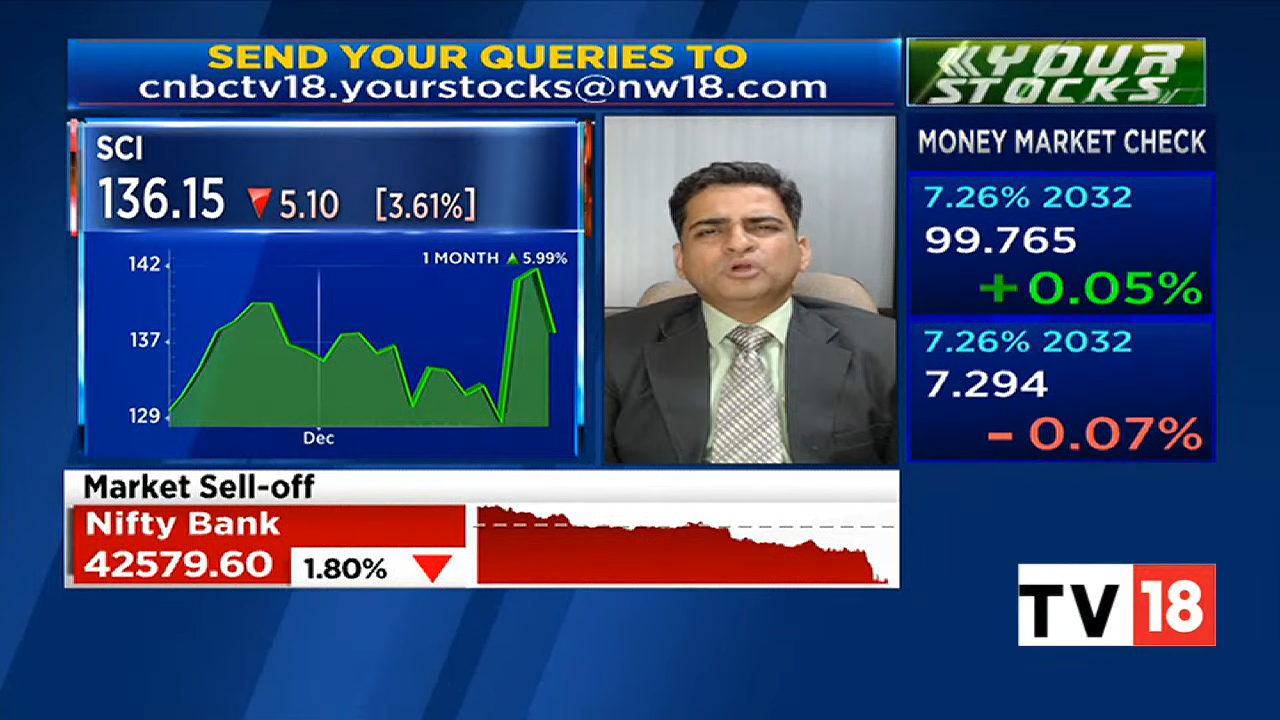 SEND YOUR QUERIES TO
cnbctv18.yourstocks@nw18.com
YOUR
STOCKS
SCI
136.15 ▼ 5.10 [3.61%]
1 MONTH ▲ 5.99%
142
137
129
Dec
MONEY MARKET CHECK
7.26% 2032
99.765
+0.05%
7.26% 2032
7.294
- 0.07%
Market Sell-off
Nifty Bank
42579.60 1.80% ▼
TV18